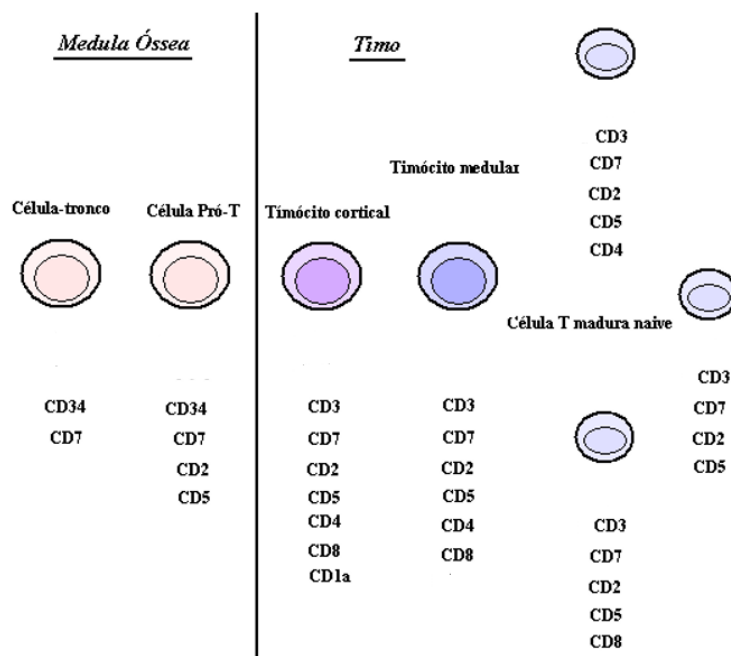 Medula Óssea
Timo
Célula-tronco
CD34
CD7
Célula Pró-T
CD34
CD7
CD2
CD5
Timócito cortical
CD3
CD7
CD2
CD5
CD4
CD8
CD1a
Timócito medular
CD3
CD7
CD2
CD5
CD4
CD8
CD3
CD7
CD2
CD5
CD4
Célula T madura naive
CD3
CD7
CD2
CD5
CD3
CD7
CD2
CD5
CD8